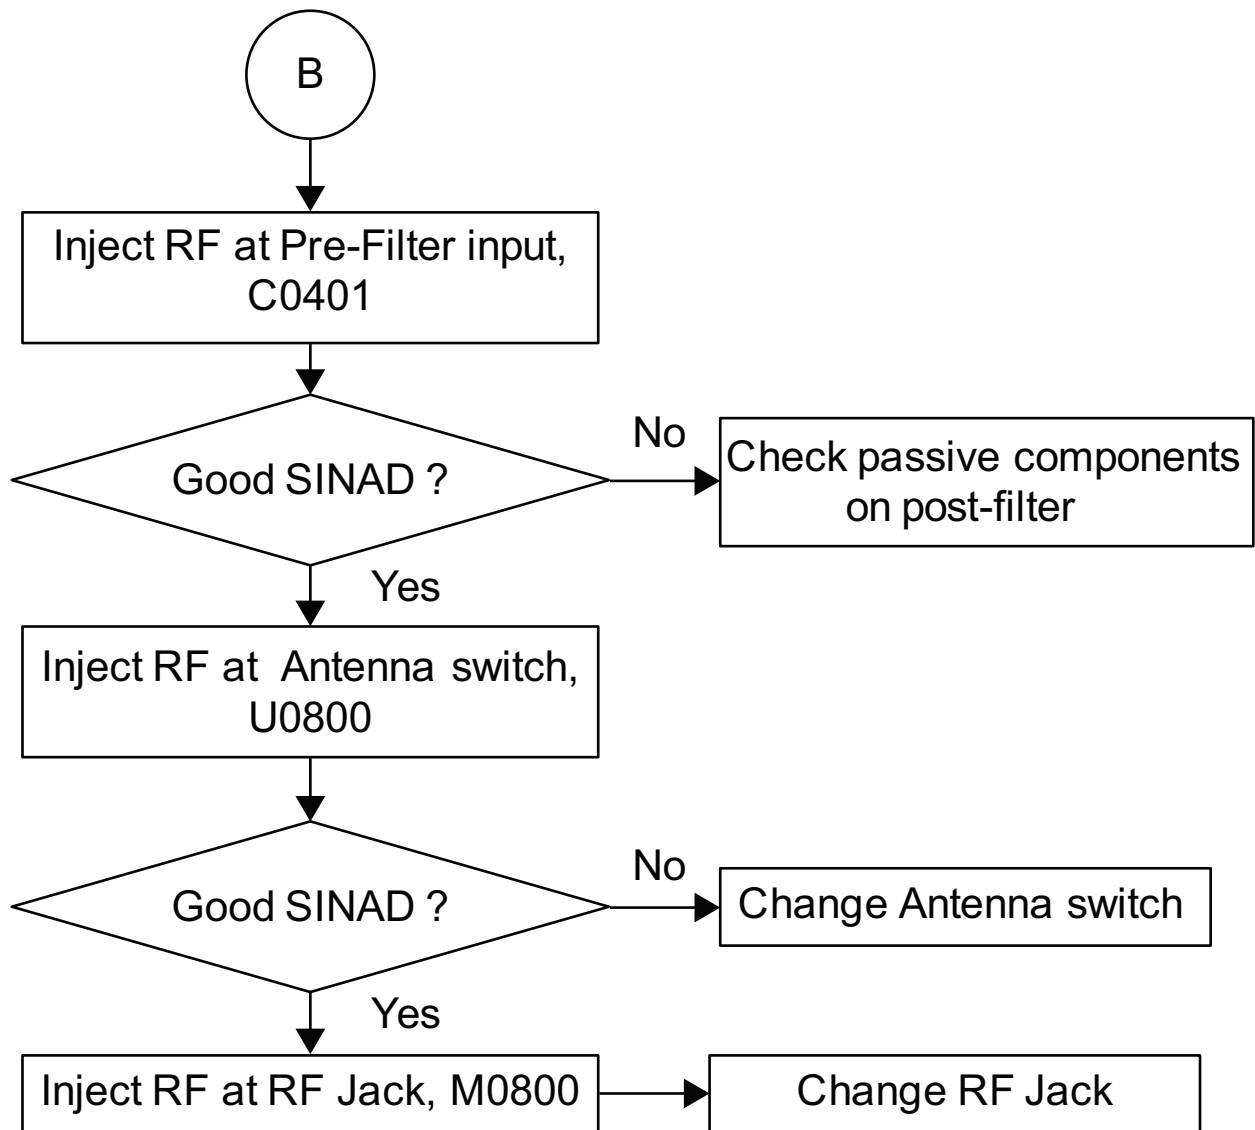 B
Inject RF at Pre-Filter input,
C0401
Good SINAD ?
No
Check passive components
on post-filter
Yes
Inject RF at Antenna switch,
U0800
Good SINAD ?
No
Change Antenna switch
Yes
Inject RF at RF Jack, M0800
Change RF Jack